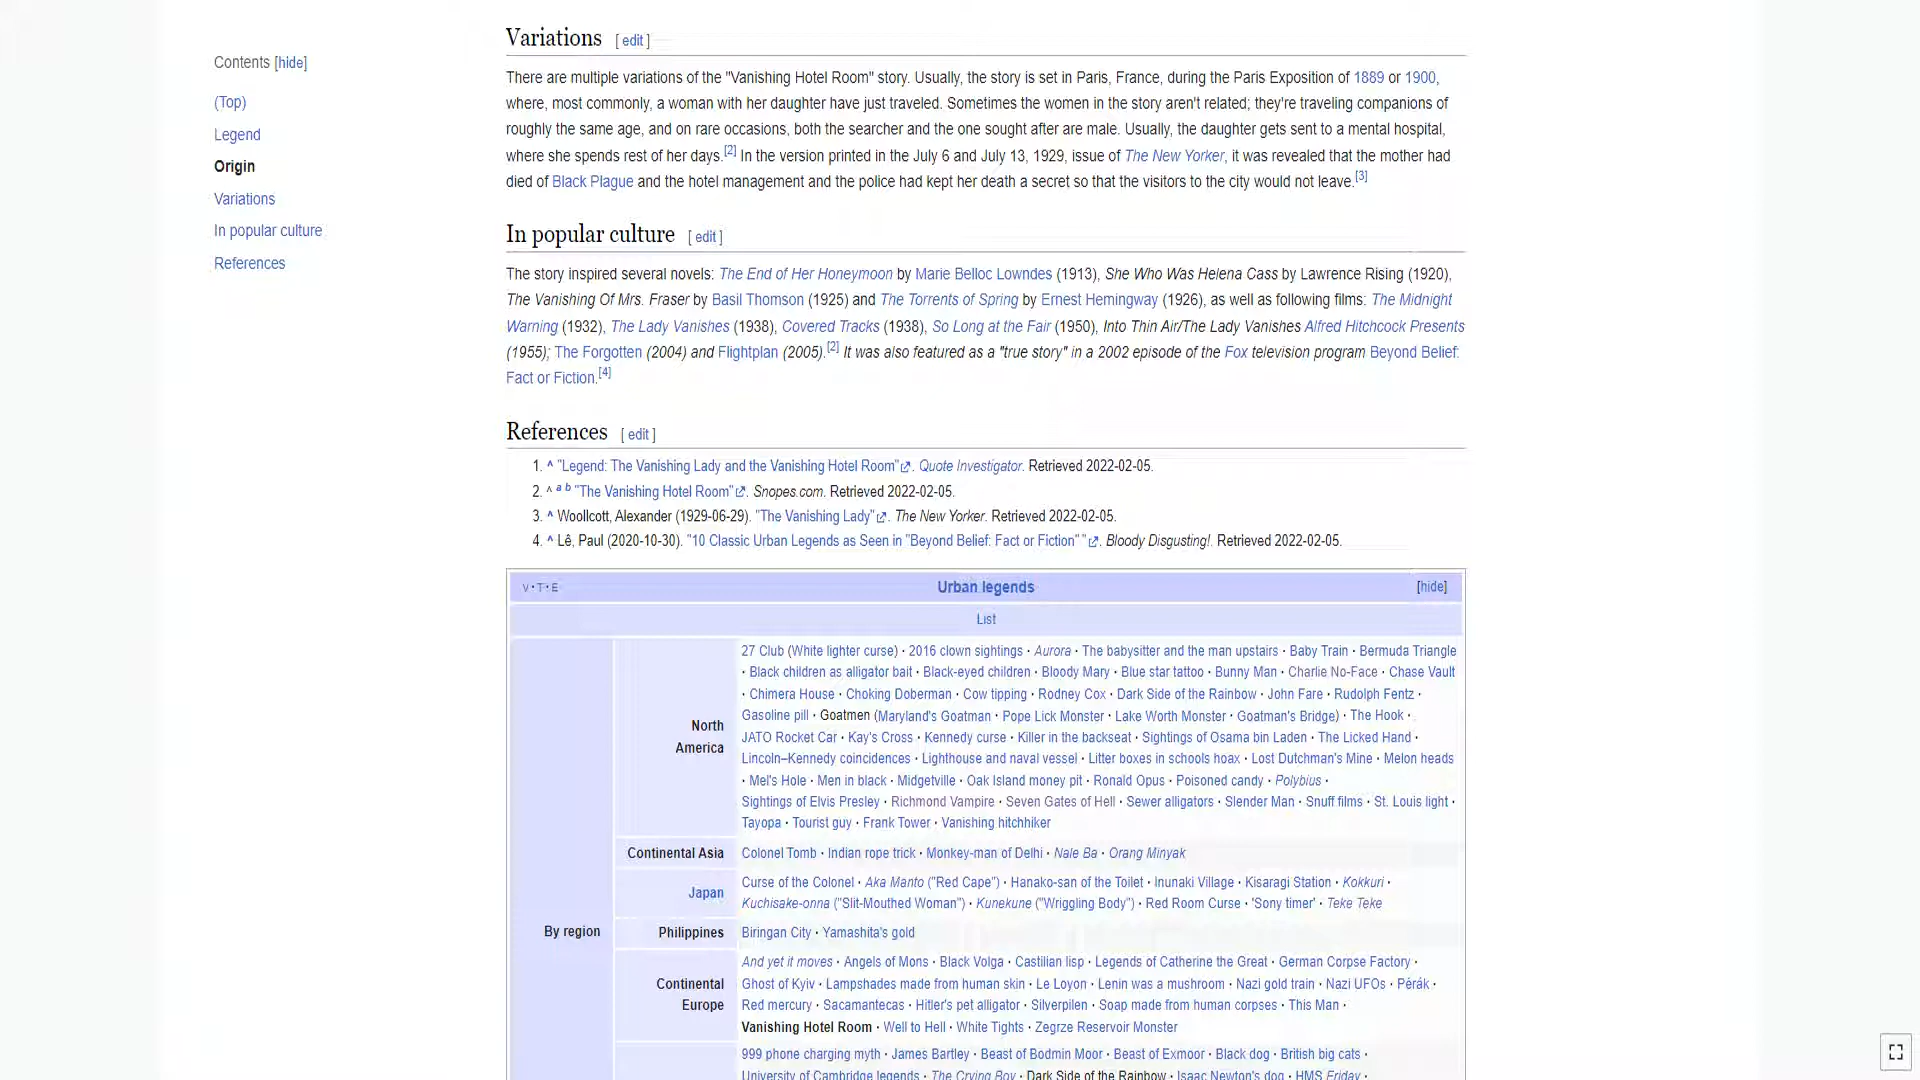 Contents [hide]
(Top)
Legend
Origin
Variations
In popular culture
References
Variations [ edit ]
There are multiple variations of the "Vanishing Hotel Room" story. Usually, the story is set in Paris, France, during the Paris Exposition of 1889 or 1900,
where, most commonly, a woman with her daughter have just traveled. Sometimes the women in the story aren't related; they're traveling companions of
roughly the same age, and on rare occasions, both the searcher and the one sought after are male. Usually, the daughter gets sent to a mental hospital,
where she spends rest of her days.[2] In the version printed in the July 6 and July 13, 1929, issue of The New Yorker, it was revealed that the mother had
died of Black Plague and the hotel management and the police had kept her death a secret so that the visitors to the city would not leave.[3]
In popular culture [ edit ]
The story inspired several novels: The End of Her Honeymoon by Marie Belloc Lowndes (1913), She Who Was Helena Cass by Lawrence Rising (1920),
The Vanishing Of Mrs. Fraser by Basil Thomson (1925) and The Torrents of Spring by Ernest Hemingway (1926), as well as following films: The Midnight
Warning (1932), The Lady Vanishes (1938), Covered Tracks (1938), So Long at the Fair (1950), Into Thin Air/The Lady Vanishes Alfred Hitchcock Presents
(1955); The Forgotten (2004) and Flightplan (2005).[2] It was also featured as a "true story" in a 2002 episode of the Fox television program Beyond Belief:
Fact or Fiction.[4]
References [ edit ]
1. ^ "Legend: The Vanishing Lady and the Vanishing Hotel Room". Quote Investigator. Retrieved 2022-02-05.
2. ^ a b "The Vanishing Hotel Room". Snopes.com. Retrieved 2022-02-05.
3. ^ Woollcott, Alexander (1929-06-29). "The Vanishing Lady". The New Yorker. Retrieved 2022-02-05.
4. ^ Lê, Paul (2020-10-30). "10 Classic Urban Legends as Seen in "Beyond Belief: Fact or Fiction" ". Bloody Disgusting!. Retrieved 2022-02-05.
V · T · E Urban legends [hide]
List
By region
North
America
27 Club (White lighter curse) · 2016 clown sightings · Aurora · The babysitter and the man upstairs · Baby Train · Bermuda Triangle
· Black children as alligator bait · Black-eyed children · Bloody Mary · Blue star tattoo · Bunny Man · Charlie No-Face · Chase Vault
· Chimera House · Choking Doberman · Cow tipping · Rodney Cox · Dark Side of the Rainbow · John Fare · Rudolph Fentz ·
Gasoline pill · Goatmen (Maryland's Goatman · Pope Lick Monster · Lake Worth Monster · Goatman's Bridge) · The Hook ·
JATO Rocket Car · Kay's Cross · Kennedy curse · Killer in the backseat · Sightings of Osama bin Laden · The Licked Hand ·
Lincoln–Kennedy coincidences · Lighthouse and naval vessel · Litter boxes in schools hoax · Lost Dutchman's Mine · Melon heads
· Mel's Hole · Men in black · Midgetville · Oak Island money pit · Ronald Opus · Poisoned candy · Polybius ·
Sightings of Elvis Presley · Richmond Vampire · Seven Gates of Hell · Sewer alligators · Slender Man · Snuff films · St. Louis light ·
Tayopa · Tourist guy · Frank Tower · Vanishing hitchhiker
Continental Asia
Colonel Tomb · Indian rope trick · Monkey-man of Delhi · Nale Ba · Orang Minyak
Japan
Curse of the Colonel · Aka Manto ("Red Cape") · Hanako-san of the Toilet · Inunaki Village · Kisaragi Station · Kokkuri ·
Kuchisake-onna ("Slit-Mouthed Woman") · Kunekune ("Wriggling Body") · Red Room Curse · 'Sony timer' · Teke Teke
Philippines
Biringan City · Yamashita's gold
Continental
Europe
And yet it moves · Angels of Mons · Black Volga · Castilian lisp · Legends of Catherine the Great · German Corpse Factory ·
Ghost of Kyiv · Lampshades made from human skin · Le Loyon · Lenin was a mushroom · Nazi gold train · Nazi UFOs · Pérák ·
Red mercury · Sacamantecas · Hitler's pet alligator · Silverpilen · Soap made from human corpses · This Man ·
Vanishing Hotel Room · Well to Hell · White Tights · Zegrze Reservoir Monster
999 phone charging myth · James Bartley · Beast of Bodmin Moor · Beast of Exmoor · Black dog · British big cats ·
University of Cambridge legends · The Crying Boy · Dark Side of the Rainbow · Isaac Newton's dog · HMS Friday ·